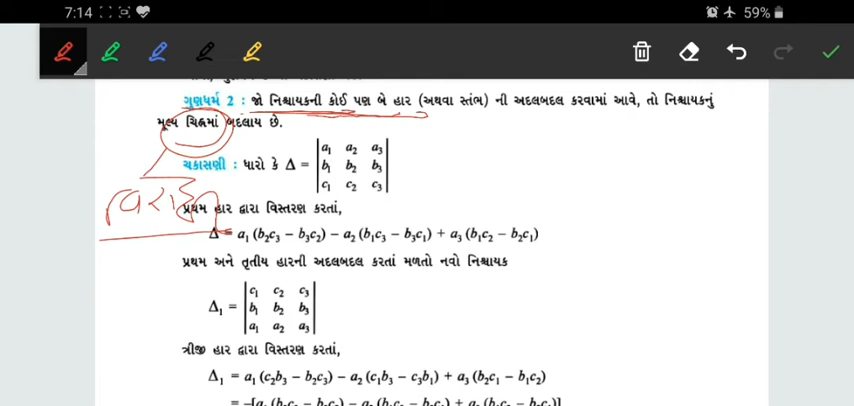 7:14 59%
ગુણધર્મ 2 : જો નિશ્ચાયકની કોઈ પણ બે હાર (અથવા સ્તંભ) ની અદલબદલ કરવામાં આવે, તો નિશ્ચાયકનું
મૂલ્ય ચિહ્નમાં બદલાય છે.
ચકાસણી : ધારો કે Δ = | a₁ a₂ a₃ |
| b₁ b₂ b₃ |
| c₁ c₂ c₃ |
પ્રથમ હાર દ્વારા વિસ્તરણ કરતાં,
Δ = a₁ (b₂c₃ – b₃c₂) – a₂ (b₁c₃ – b₃c₁) + a₃ (b₁c₂ – b₂c₁)
પ્રથમ અને તૃતીય હારની અદલબદલ કરતાં મળતો નવો નિશ્ચાયક
Δ₁ = | c₁ c₂ c₃ |
| b₁ b₂ b₃ |
| a₁ a₂ a₃ |
ત્રીજી હાર દ્વારા વિસ્તરણ કરતાં,
Δ₁ = a₁ (c₂b₃ – b₂c₃) – a₂ (c₁b₃ – c₃b₁) + a₃ (b₂c₁ – b₁c₂)